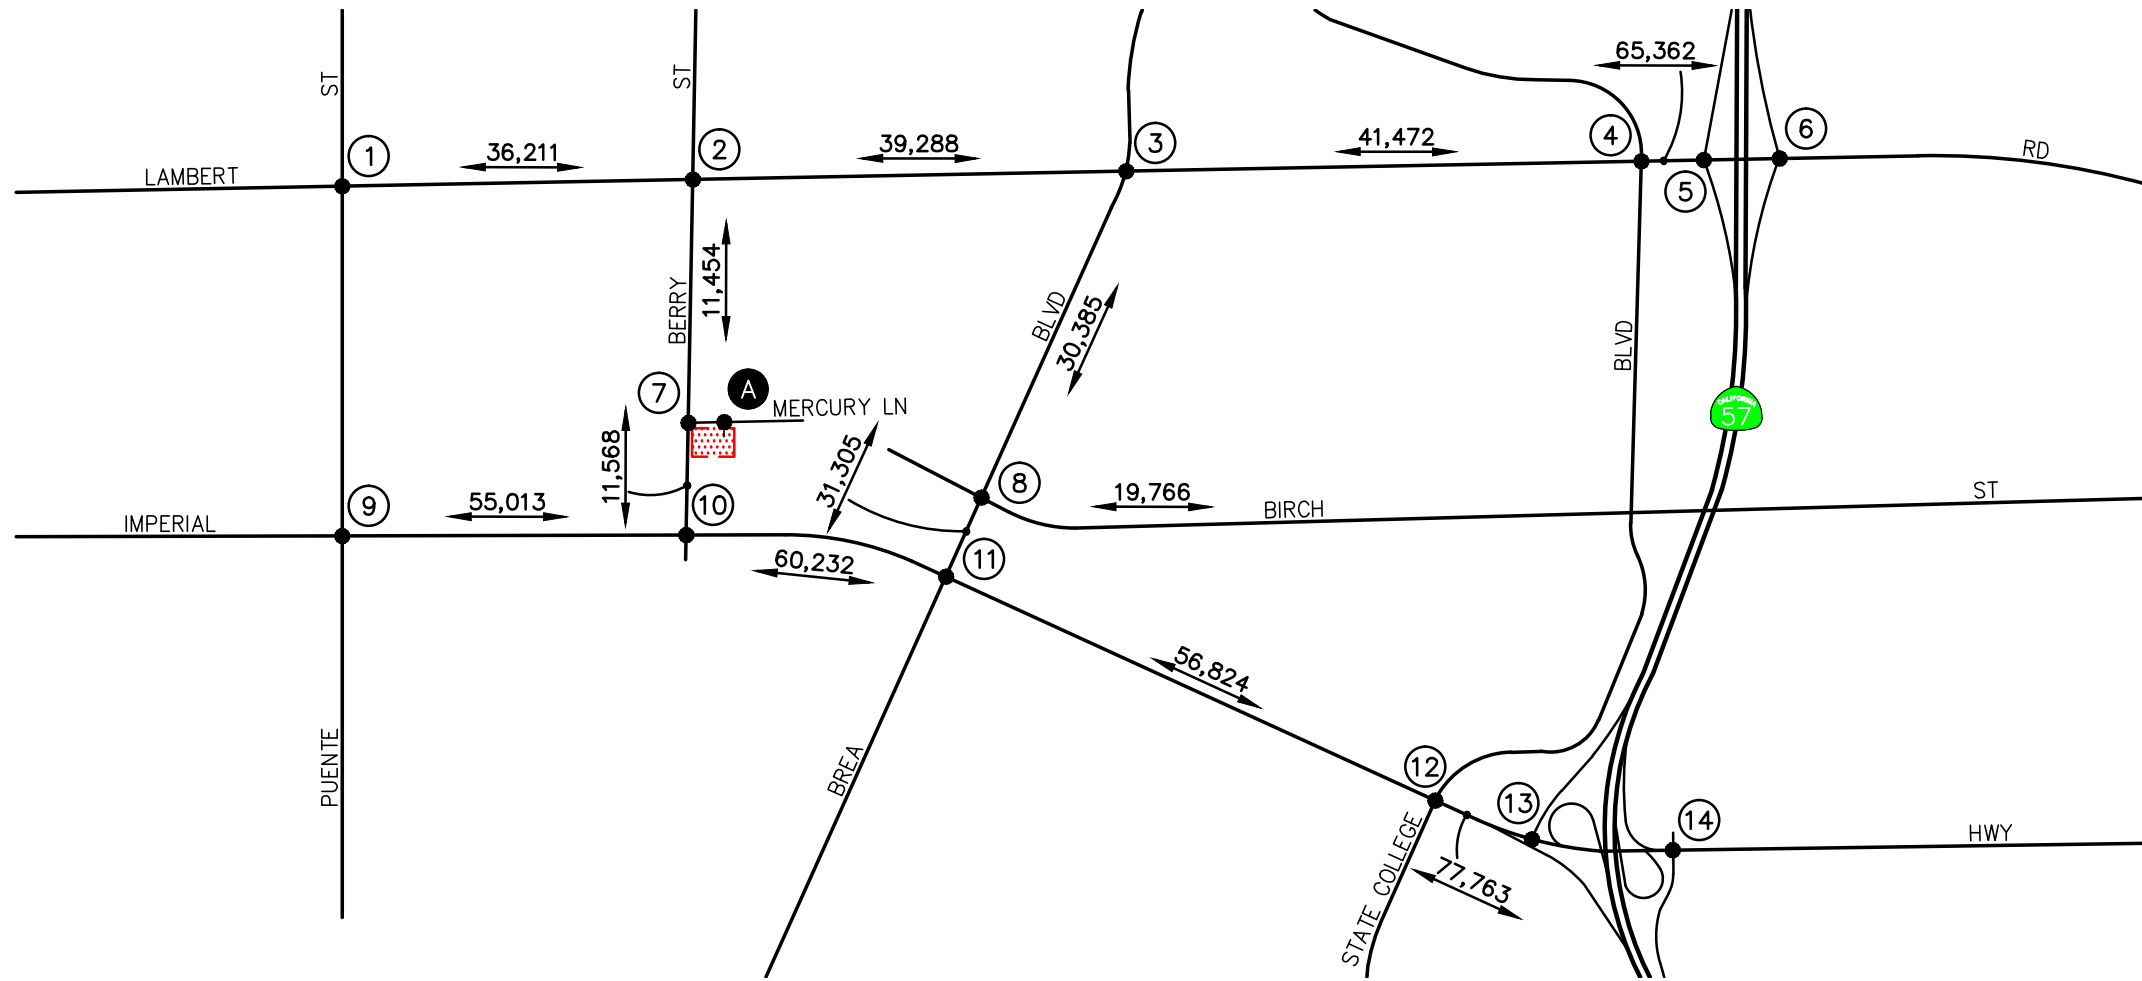 ST
ST
65,362
1
36,211
2
39,288
3
41,472
4
6
RD
LAMBERT
5
11,454
BERRY
BLVD
30,385
BLVD
7
A
MERCURY LN
CALIFORNIA
57
11,568
31,305
8
9
55,013
10
19,766
BIRCH
ST
IMPERIAL
60,232
11
56,824
PUENTE
BREA
12
13
14
HWY
STATE COLLEGE
77,763